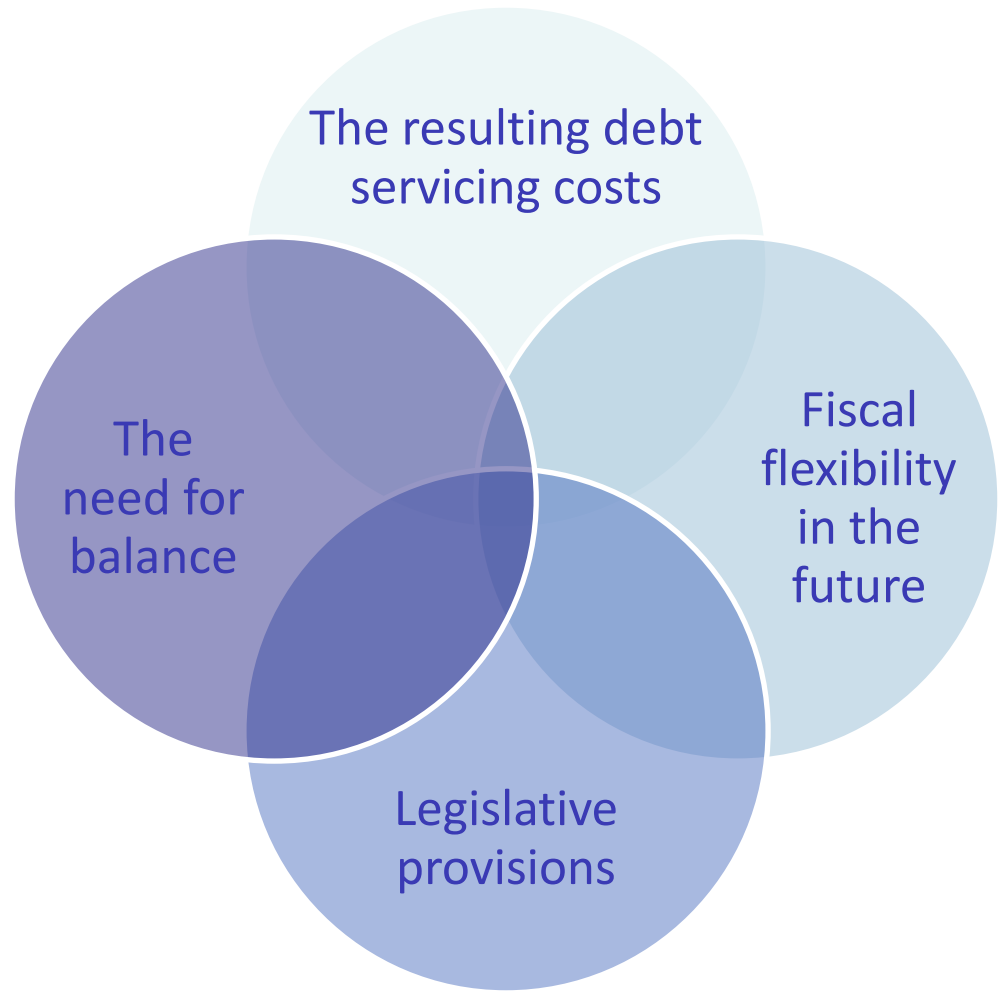 The resulting debt
servicing costs
The
need for
balance
Fiscal
flexibility
in the
future
Legislative
provisions